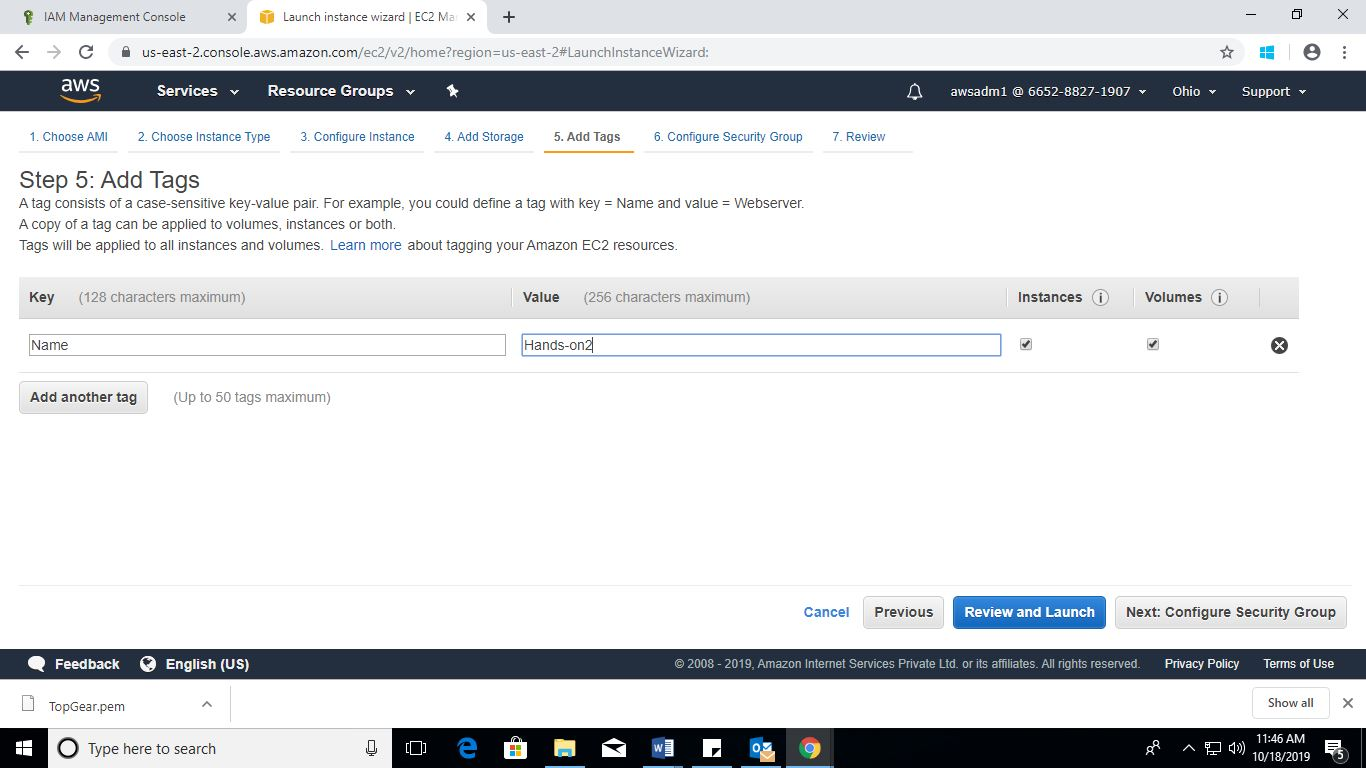 IAM Management Console
Launch instance wizard | EC2 Ma
us-east-2.console.aws.amazon.com/ec2/v2/home?region=us-east-2#LaunchInstanceWizard:
aws Services Resource Groups awsadm1 @ 6652-8827-1907 Ohio Support
1. Choose AMI 2. Choose Instance Type 3. Configure Instance 4. Add Storage 5. Add Tags 6. Configure Security Group 7. Review
Step 5: Add Tags
A tag consists of a case-sensitive key-value pair. For example, you could define a tag with key = Name and value = Webserver.
A copy of a tag can be applied to volumes, instances or both.
Tags will be applied to all instances and volumes. Learn more about tagging your Amazon EC2 resources.
Key (128 characters maximum) Value (256 characters maximum) Instances i Volumes i
Name Hands-on2
Add another tag (Up to 50 tags maximum)
Cancel Previous Review and Launch Next: Configure Security Group
Feedback English (US) © 2008 - 2019, Amazon Internet Services Private Ltd. or its affiliates. All rights reserved. Privacy Policy Terms of Use
TopGear.pem Show all
Type here to search
11:46 AM
10/18/2019
5